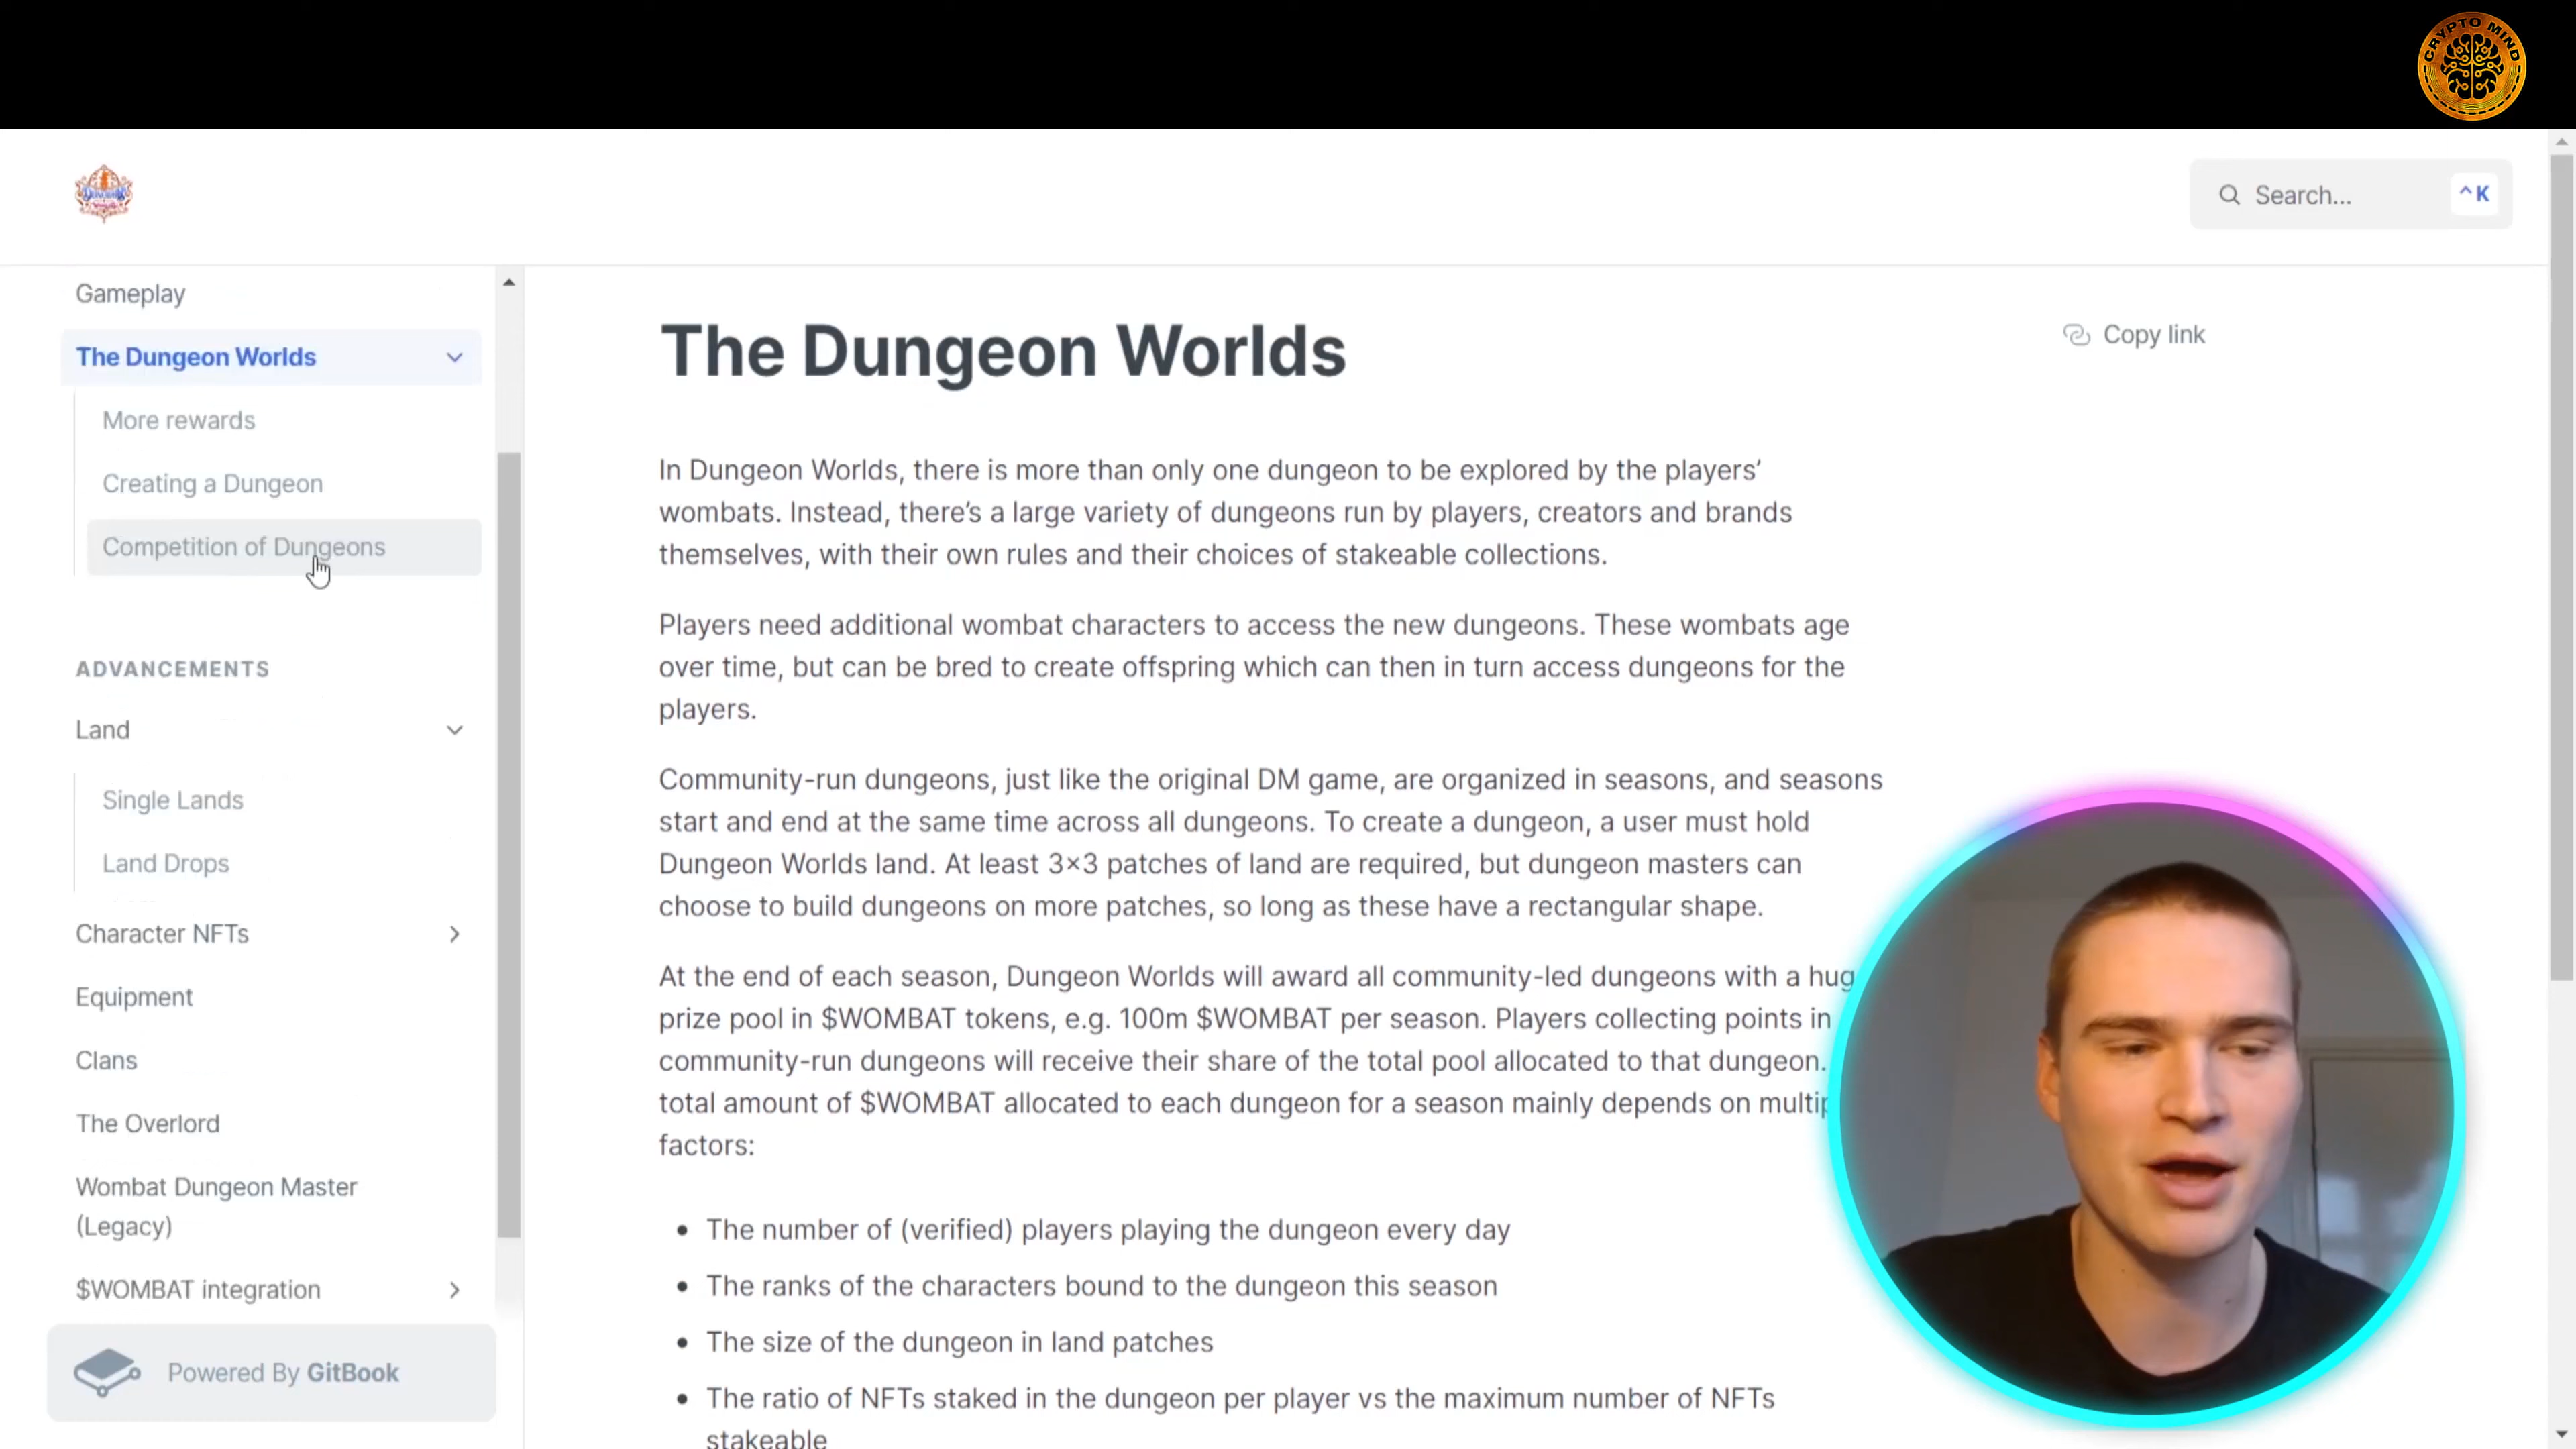 CRYPTO MIND
Search...
^ K
Gameplay
The Dungeon Worlds
More rewards
Creating a Dungeon
Competition of Dungeons
ADVANCEMENTS
Land
Single Lands
Land Drops
Character NFTs
Equipment
Clans
The Overlord
Wombat Dungeon Master
(Legacy)
$WOMBAT integration
Powered By GitBook
The Dungeon Worlds
Copy link
In Dungeon Worlds, there is more than only one dungeon to be explored by the players’
wombats. Instead, there’s a large variety of dungeons run by players, creators and brands
themselves, with their own rules and their choices of stakeable collections.
Players need additional wombat characters to access the new dungeons. These wombats age
over time, but can be bred to create offspring which can then in turn access dungeons for the
players.
Community-run dungeons, just like the original DM game, are organized in seasons, and seasons
start and end at the same time across all dungeons. To create a dungeon, a user must hold
Dungeon Worlds land. At least 3×3 patches of land are required, but dungeon masters can
choose to build dungeons on more patches, so long as these have a rectangular shape.
At the end of each season, Dungeon Worlds will award all community-led dungeons with a hug
prize pool in $WOMBAT tokens, e.g. 100m $WOMBAT per season. Players collecting points in
community-run dungeons will receive their share of the total pool allocated to that dungeon.
total amount of $WOMBAT allocated to each dungeon for a season mainly depends on multip
factors:
• The number of (verified) players playing the dungeon every day
• The ranks of the characters bound to the dungeon this season
• The size of the dungeon in land patches
• The ratio of NFTs staked in the dungeon per player vs the maximum number of NFTs
stakeable